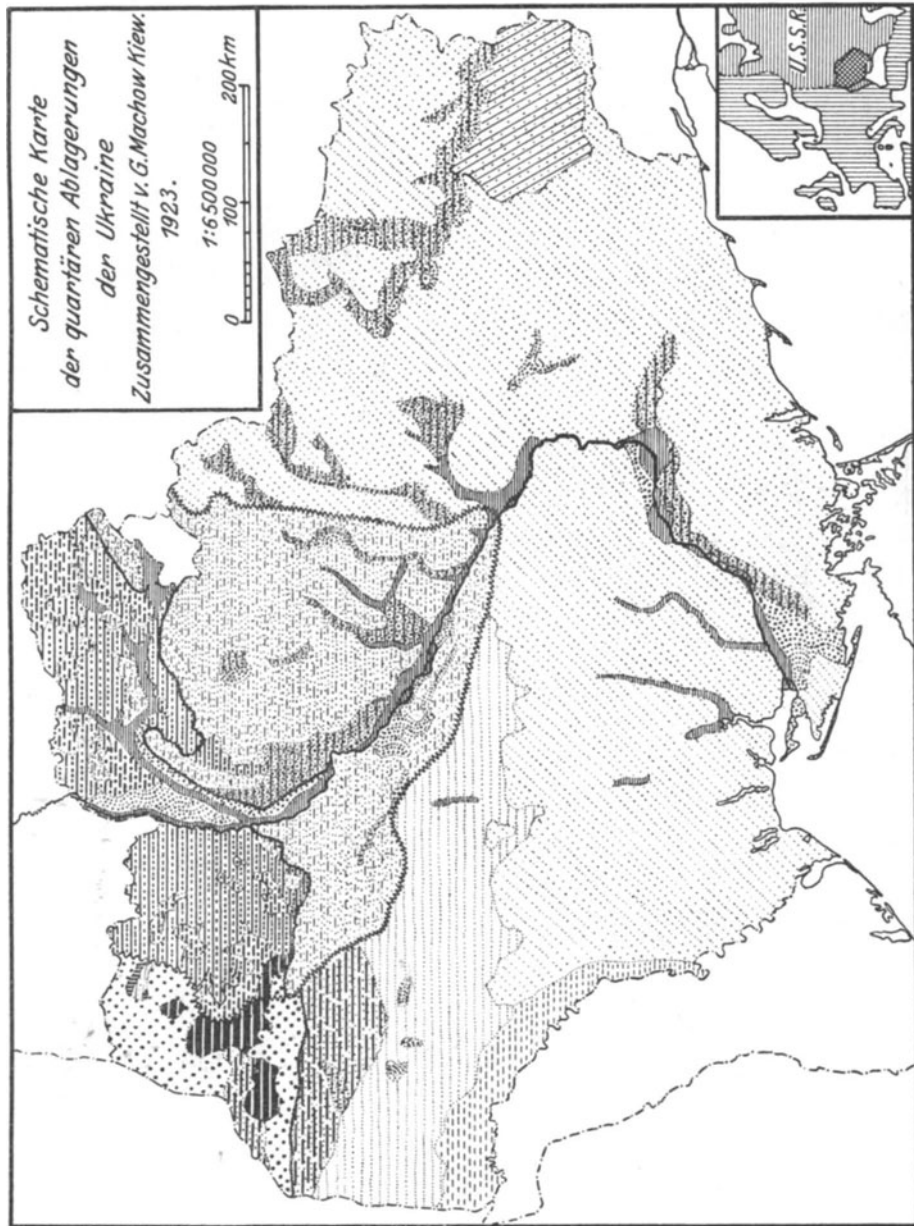 Schematische Karte
der quartären Ablagerungen
der Ukraine
Zusammengestellt v. G. Machow Kiew.
1923.
1:6500000
0 100 200 km
U.S.S.R.